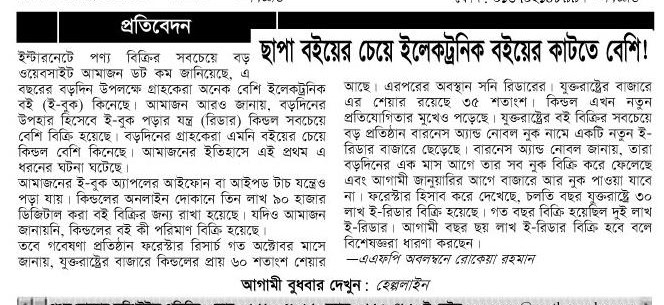 প্রতিবেদন
ছাপা বইয়ের চেয়ে ইলেকট্রনিক বইয়ের কাটতে বেশি!
ইন্টারনেটে পণ্য বিক্রির সবচেয়ে বড়
ওয়েবসাইট আমাজন ডট কম জানিয়েছে, এ
বছরের বড়দিন উপলক্ষে গ্রাহকেরা অনেক বেশি ইলেকট্রনিক
বই (ই-বুক) কিনেছে। আমাজন আরও জানায়, বড়দিনের
উপহার হিসেবে ই-বুক পড়ার যন্ত্র (রিডার) কিন্ডল সবচেয়ে
বেশি বিক্রি হয়েছে। বড়দিনের গ্রাহকেরা এমনি বইয়ের চেয়ে
কিন্ডল বেশি কিনেছে। আমাজনের ইতিহাসে এই প্রথম এ
ধরনের ঘটনা ঘটেছে।
আমাজনের ই-বুক অ্যাপলের আইফোন বা আইপড টাচ যন্ত্রেও
পড়া যায়। কিন্ডলের অনলাইন দোকানে তিন লাখ ৯০ হাজার
ডিজিটাল করা বই বিক্রির জন্য রাখা হয়েছে। যদিও আমাজন
জানায়নি, কিন্ডলের বই কী পরিমাণ বিক্রি হয়েছে।
তবে গবেষণা প্রতিষ্ঠান ফরেস্টার রিসার্চ গত অক্টোবর মাসে
জানায়, যুক্তরাষ্ট্রের বাজারে কিন্ডলের প্রায় ৬০ শতাংশ শেয়ার
আছে। এরপরের অবস্থান সনি রিডারের। যুক্তরাষ্ট্রের বাজারে
এর শেয়ার রয়েছে ৩৫ শতাংশ। কিন্ডল এখন নতুন
প্রতিযোগিতার মুখেও পড়েছে। যুক্তরাষ্ট্রের বই বিক্রির সবচেয়ে
বড় প্রতিষ্ঠান বারনেস অ্যান্ড নোবল নুক নামে একটি নতুন ই-
রিডার বাজারে ছেড়েছে। বারনেস অ্যান্ড নোবল জানায়, তারা
বড়দিনের এক মাস আগে তার সব নুক বিক্রি করে ফেলেছে
এবং আগামী জানুয়ারির আগে বাজারে আর নুক পাওয়া যাবে
না। ফরেস্টার হিসাব করে দেখেছে, চলতি বছর যুক্তরাষ্ট্রে ৩০
লাখ ই-রিডার বিক্রি হয়েছে। গত বছর বিক্রি হয়েছিল দুই লাখ
ই-রিডার। আগামী বছর ছয় লাখ ই-রিডার বিক্রি হবে বলে
বিশেষজ্ঞরা ধারণা করছেন।
—এএফপি অবলম্বনে রোকেয়া রহমান
আগামী বুধবার দেখুন : হেল্পলাইন